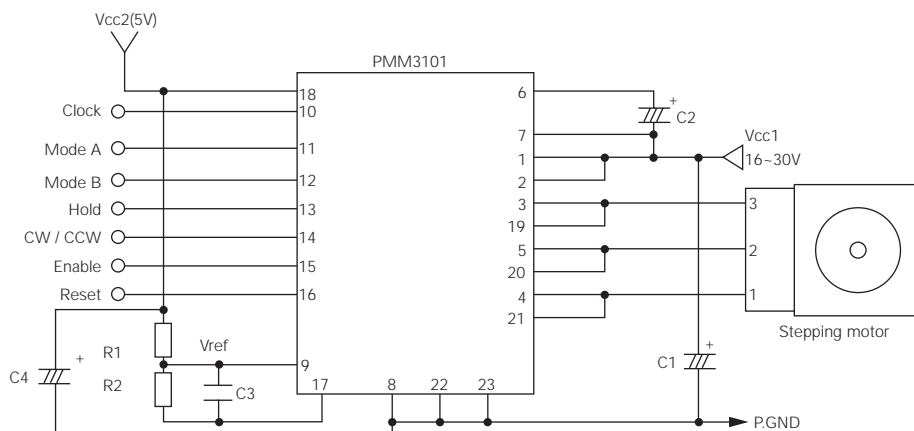 Vcc2(5V)
PMM3101
18
6
Clock
10
+
C2
Mode A
11
7
Vcc1
1
16~30V
Mode B
12
2
Hold
13
3
3
19
CW / CCW
14
5
2
Enable
15
20
Reset
16
4
1
21
Stepping motor
R1
Vref
9
+
C4
R2
C3
17
8
22
23
+
C1
P.GND